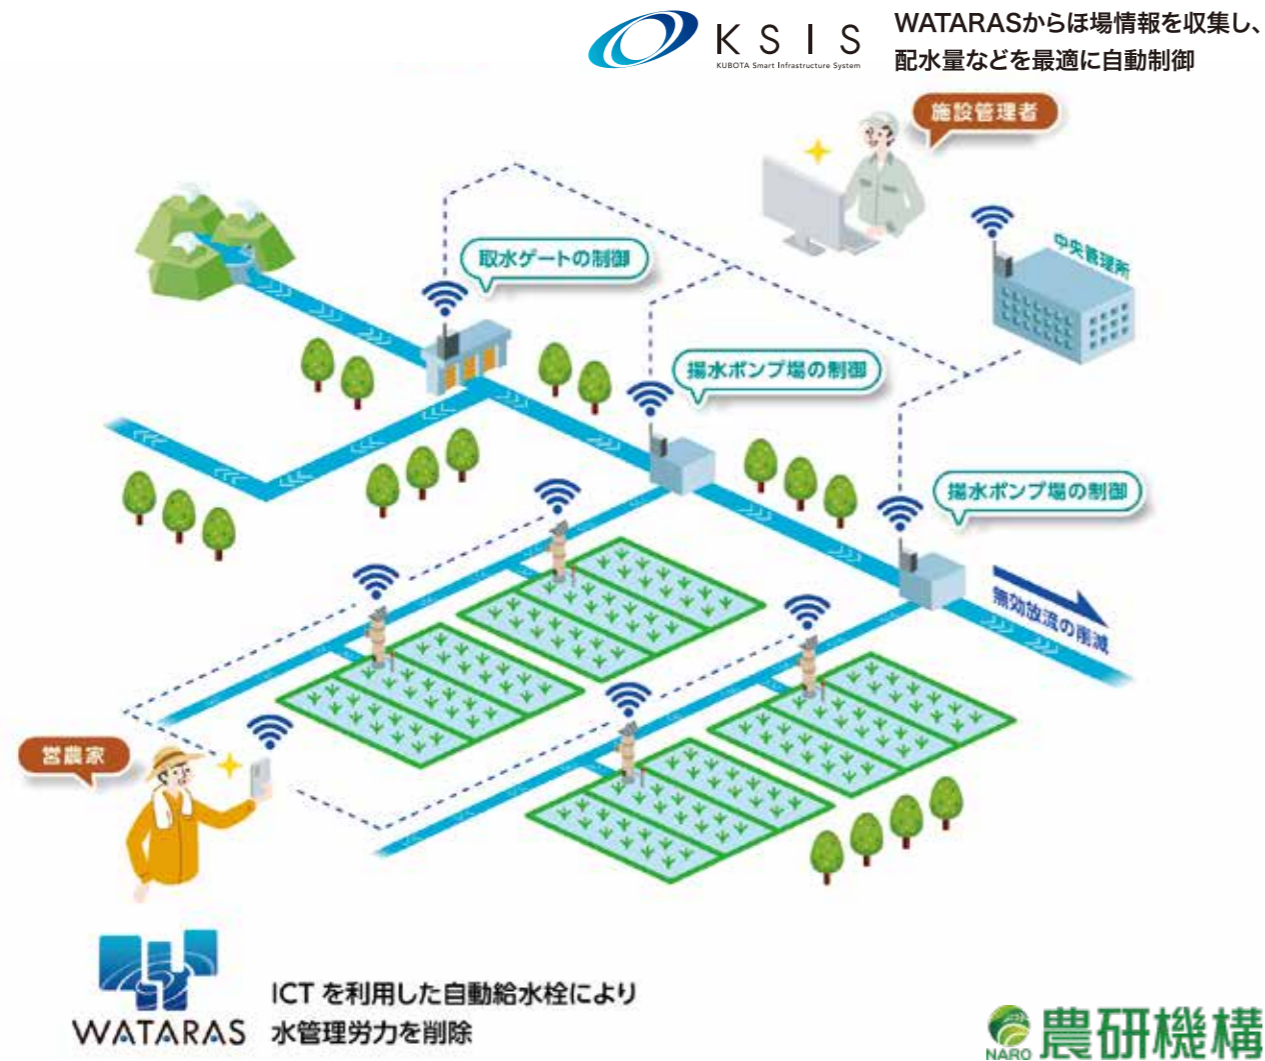 KSIS
KUBOTA Smart Infrastructure System
WATARASからほ場情報を収集し、
配水量などを最適に自動制御
施設管理者
中央管理所
取水ゲートの制御
揚水ポンプ場の制御
揚水ポンプ場の制御
無効放流の削減
営農家
WATARAS
ICTを利用した自動給水栓により
水管理労力を削除
NARO
農研機構